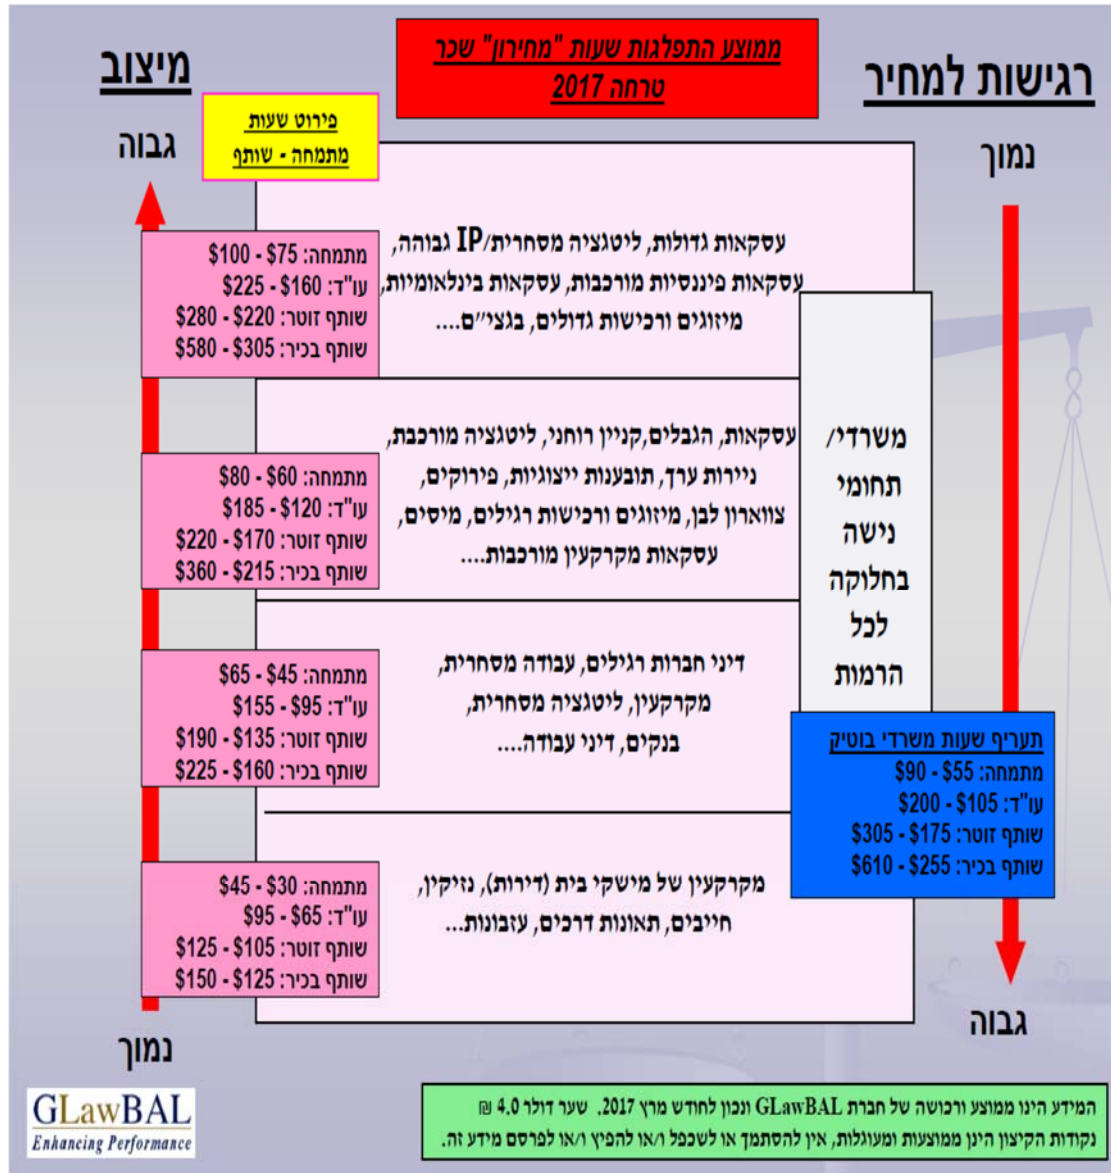 ממוצע התפלגות שעות "מחירון" שכר
טרחה 2017
רגישות למחיר
נמוך
מיצוב
גבוה
פירוט שעות
מתמחה - שותף
עסקאות גדולות, ליטגציה מסחרית/IP גבוהה,
עסקאות פיננסיות מורכבות, עסקאות בינלאומיות,
מיזוגים ורכישות גדולים, בגצי״ם....
מתמחה: $75 - $100
עו"ד: $160 - $225
שותף זוטר: $220 - $280
שותף בכיר: $305 - $580
משרדי/
תחומי
נישה
בחלוקה
לכל
הרמות
עסקאות, הגבלים,קניין רוחני, ליטגציה מורכבת,
ניירות ערך, תובענות ייצוגיות, פירוקים,
צווארון לבן, מיזוגים ורכישות רגילים, מיסים,
עסקאות מקרקעין מורכבות....
מתמחה: $60 - $80
עו"ד: $120 - $185
שותף זוטר: $170 - $220
שותף בכיר: $215 - $360
דיני חברות רגילים, עבודה מסחרית,
מקרקעין, ליטגציה מסחרית,
בנקים, דיני עבודה....
מתמחה: $45 - $65
עו"ד: $95 - $155
שותף זוטר: $135 - $190
שותף בכיר: $160 - $225
תעריף שעות משרדי בוטיק
מתמחה: $55 - $90
עו"ד: $105 - $200
שותף זוטר: $175 - $305
שותף בכיר: $255 - $610
מקרקעין של מישקי בית (דירות), נזיקין,
חייבים, תאונות דרכים, עזבונות...
מתמחה: $30 - $45
עו"ד: $65 - $95
שותף זוטר: $105 - $125
שותף בכיר: $125 - $150
גבוה
נמוך
המידע הינו ממוצע ורכושה של חברת GLawBAL ונכון לחודש מרץ 2017. שער דולר 4.0 ₪
נקודות הקיצון הינן ממוצעות ומעוגלות, אין להסתמך או לשכפל ו/או להפיץ ו/או לפרסם מידע זה.
GLawBAL
Enhancing Performance